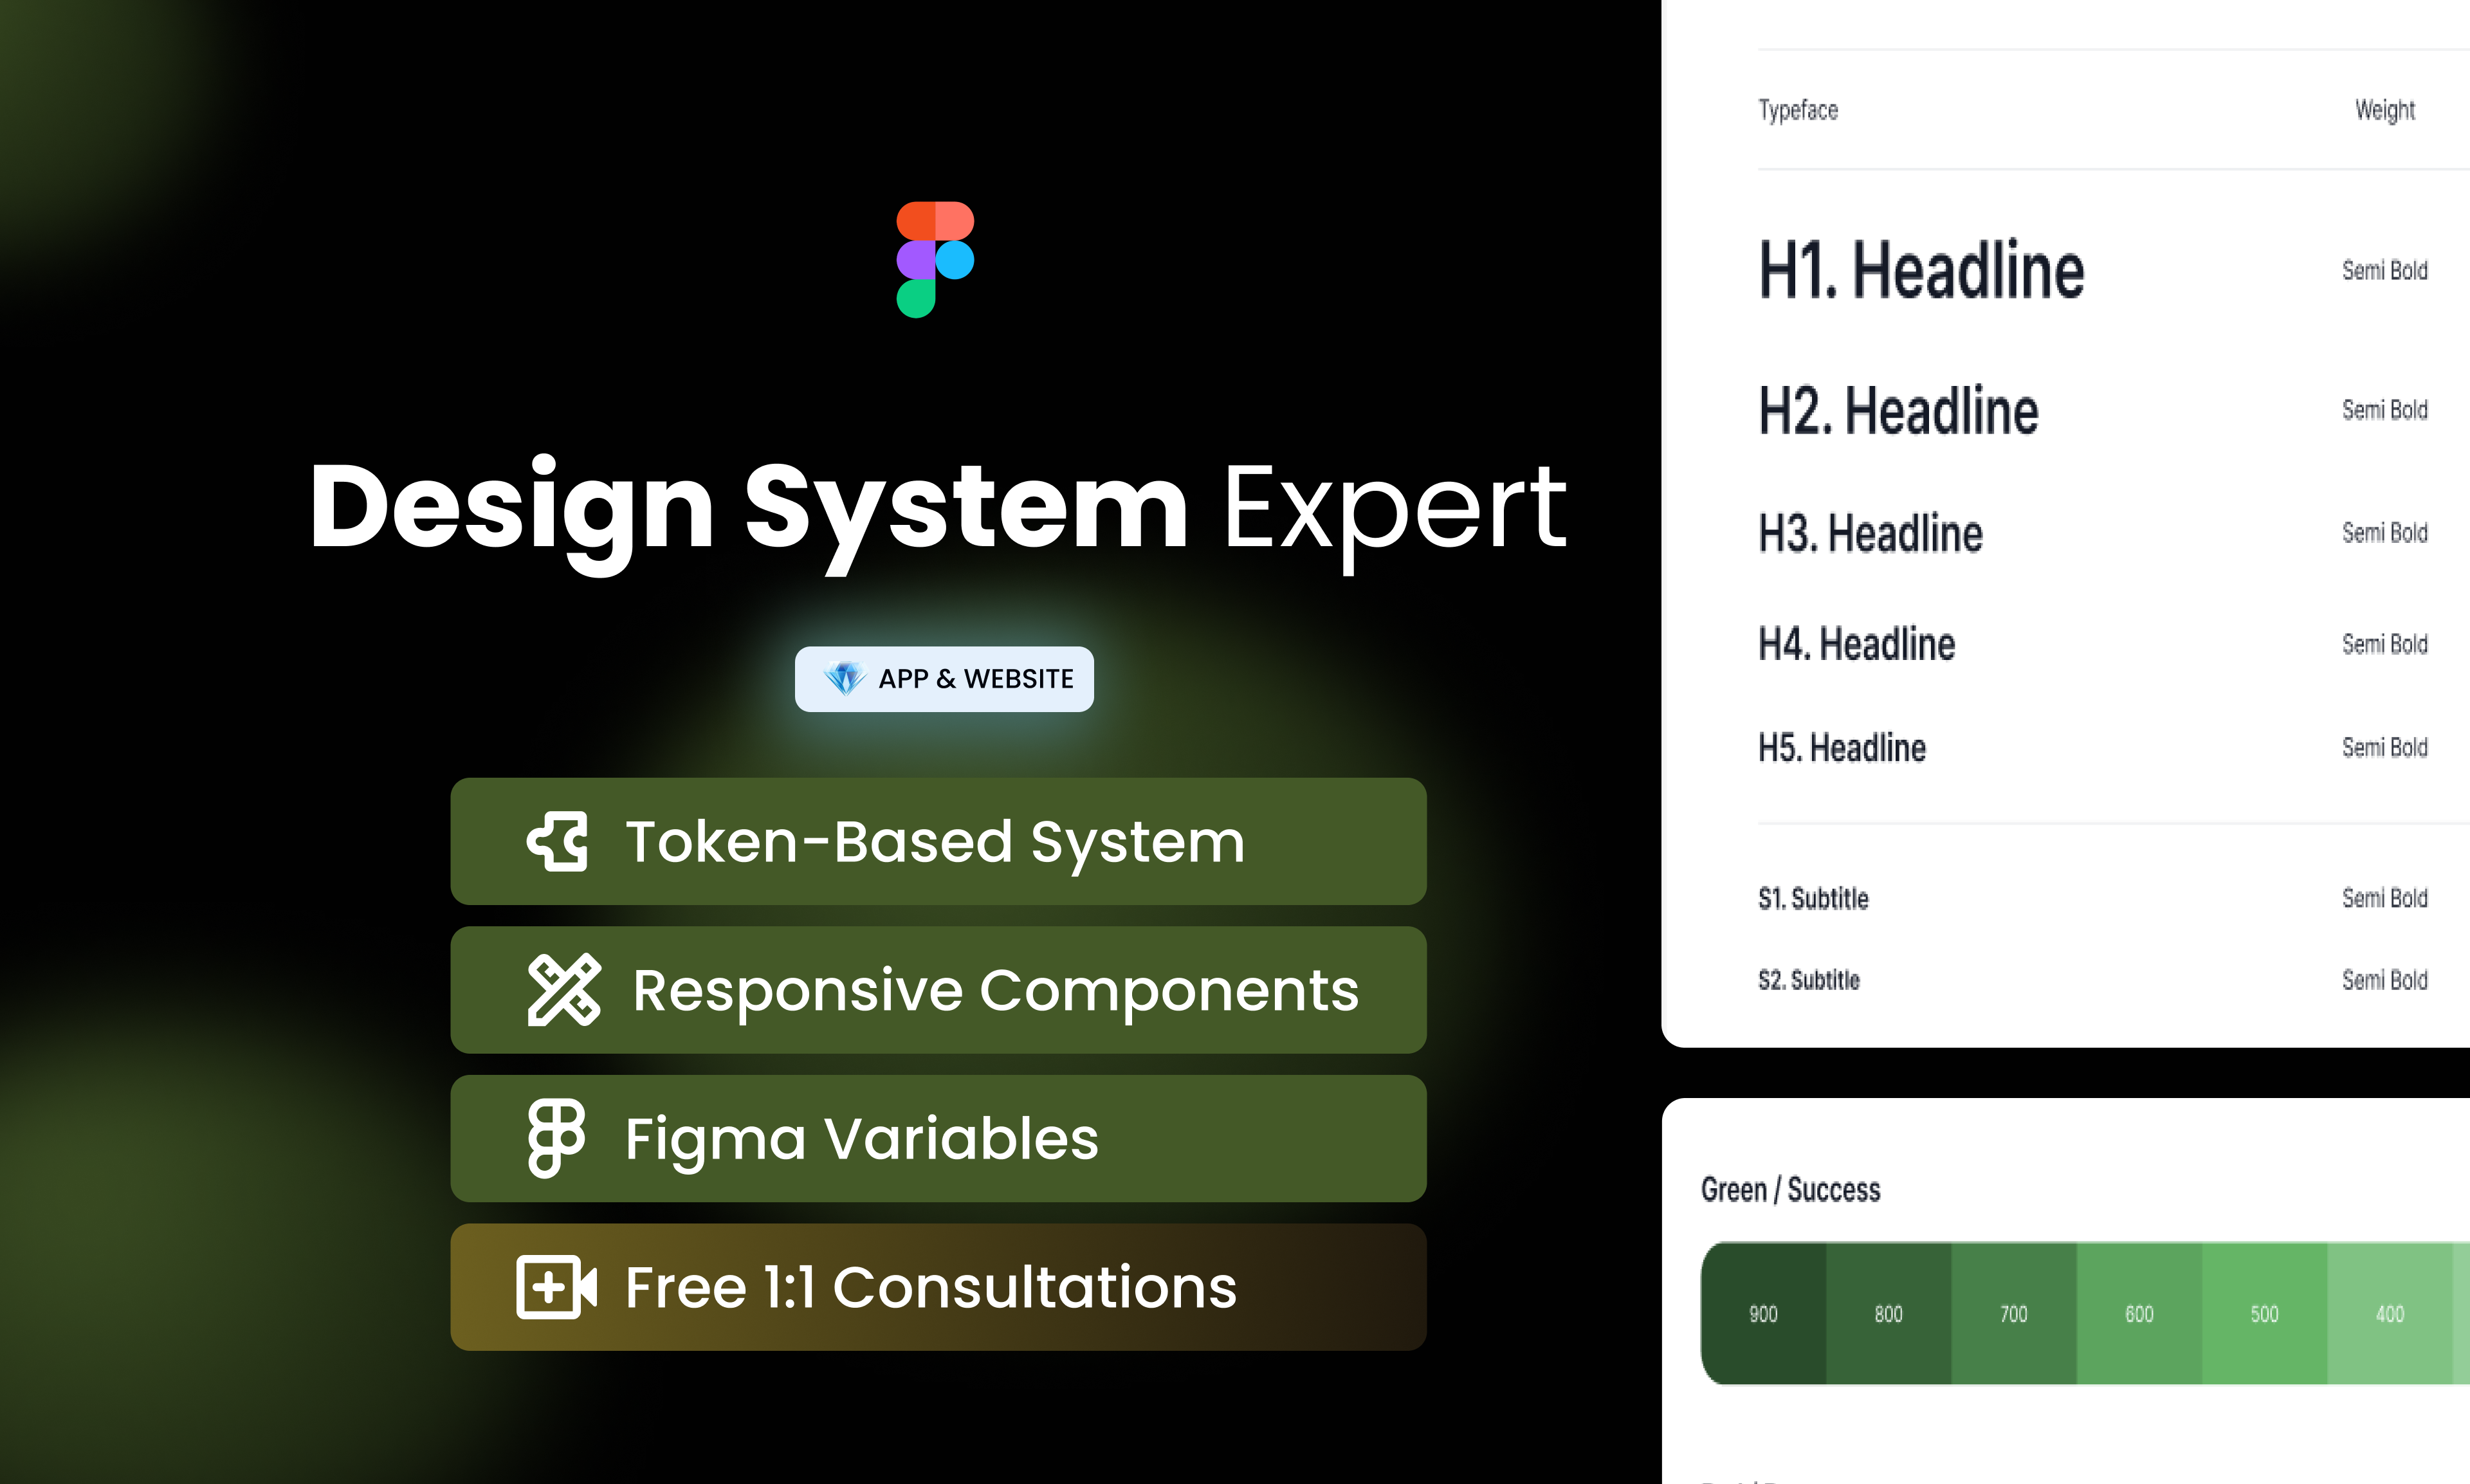 Design System Expert
APP & WEBSITE
Token-Based System
Responsive Components
Figma Variables
Free 1:1 Consultations
Typeface Weight
H1. Headline Semi Bold
H2. Headline Semi Bold
H3. Headline Semi Bold
H4. Headline Semi Bold
H5. Headline Semi Bold
S1. Subtitle Semi Bold
S2. Subtitle Semi Bold
Green / Success
900 800 700 600 500 400